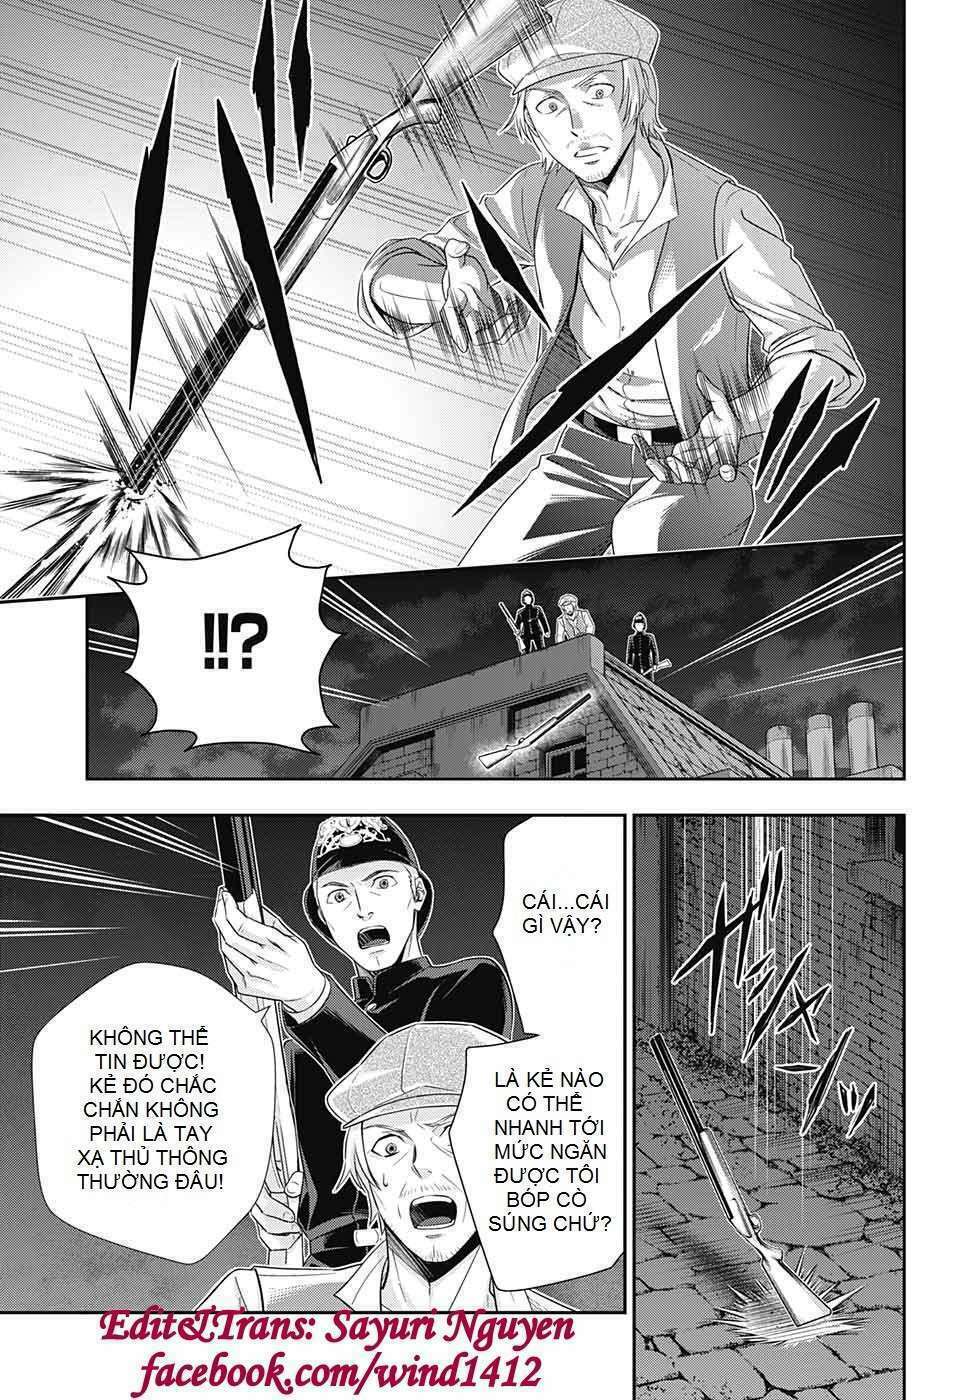 !!?
CÁI...CÁI
GÌ VẬY?
LÀ KẺ NÀO
CÓ THỂ
NHANH TỚI
MỨC NGĂN
ĐƯỢC TÔI
BÓP CÒ
SÚNG CHỨ?
KHÔNG THỂ
TIN ĐƯỢC!
KẺ ĐÓ CHẮC
CHẮN KHÔNG
PHẢI LÀ TAY
XẠ THỦ THÔNG
THƯỜNG ĐÂU!
Edit&Trans: Sayuri Nguyen
facebook.com/wind1412